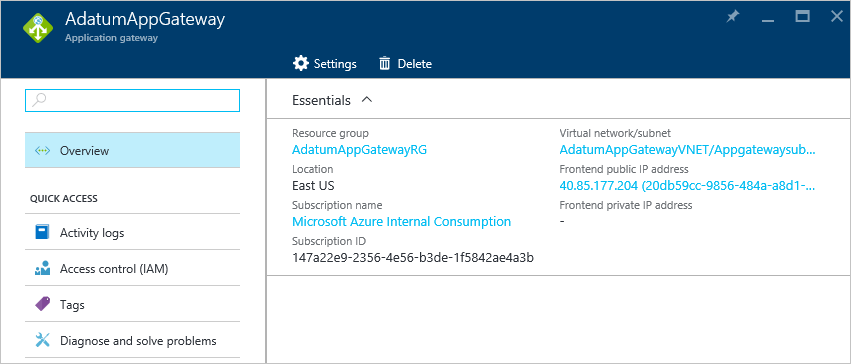 AdatumAppGateway
Application gateway
Settings
Delete
Overview
QUICK ACCESS
Activity logs
Access control (IAM)
Tags
Diagnose and solve problems
Essentials
Resource group
AdatumAppGatewayRG
Location
East US
Subscription name
Microsoft Azure Internal Consumption
Subscription ID
147a22e9-2356-4e56-b3de-1f5842ae4a3b
Virtual network/subnet
AdatumAppGatewayVNET/Appgatewaysub...
Frontend public IP address
40.85.177.204 (20db59cc-9856-484a-a8d1-...
Frontend private IP address
-